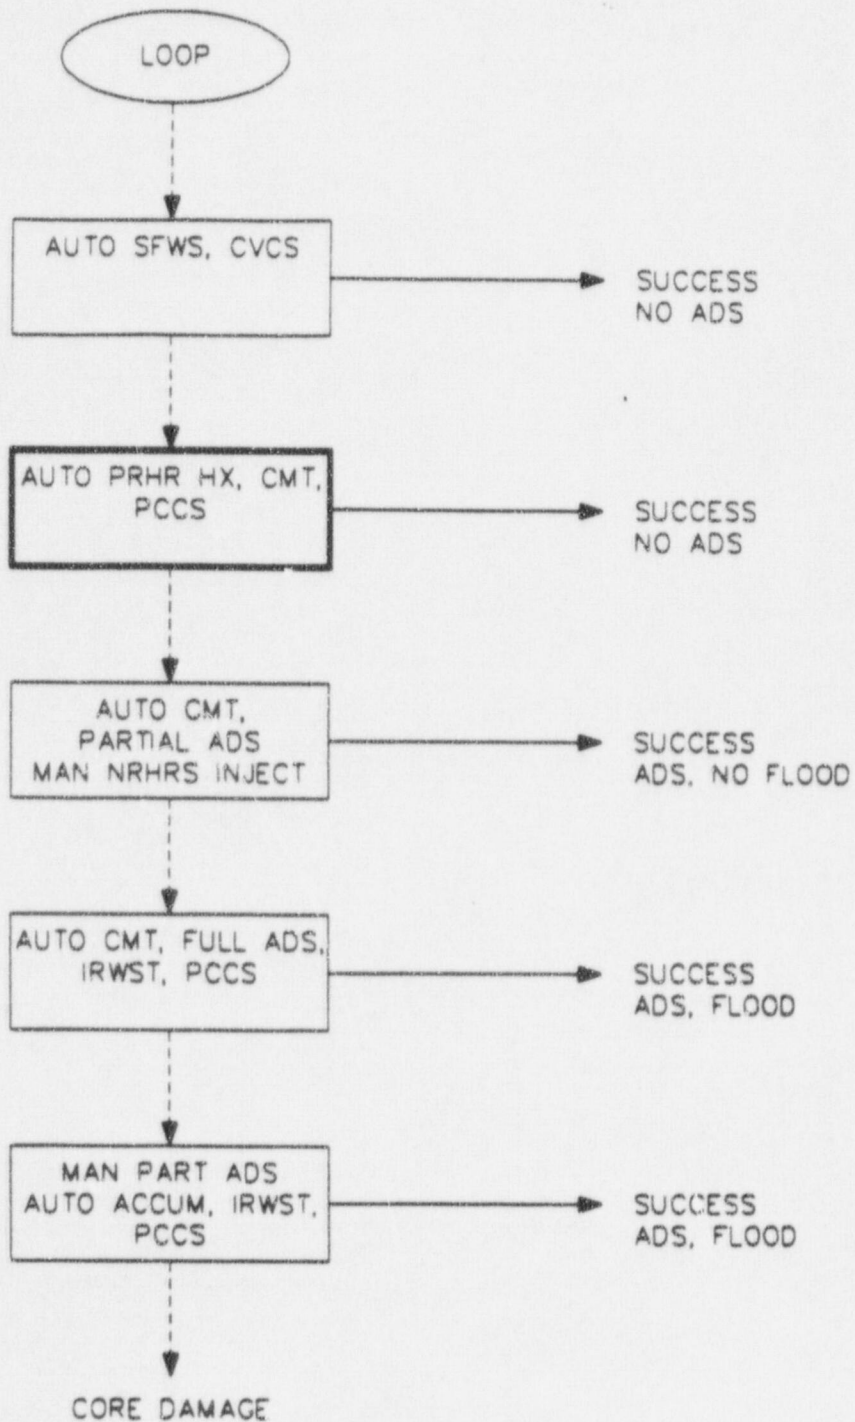 LOOP
AUTO SFWS, CVCS
SUCCESS
NO ADS
AUTO PRHR HX, CMT,
PCCS
SUCCESS
NO ADS
AUTO CMT,
PARTIAL ADS
MAN NRHRS INJECT
SUCCESS
ADS, NO FLOOD
AUTO CMT, FULL ADS,
IRWST, PCCS
SUCCESS
ADS, FLOOD
MAN PART ADS
AUTO ACCUM, IRWST,
PCCS
SUCCESS
ADS, FLOOD
CORE DAMAGE